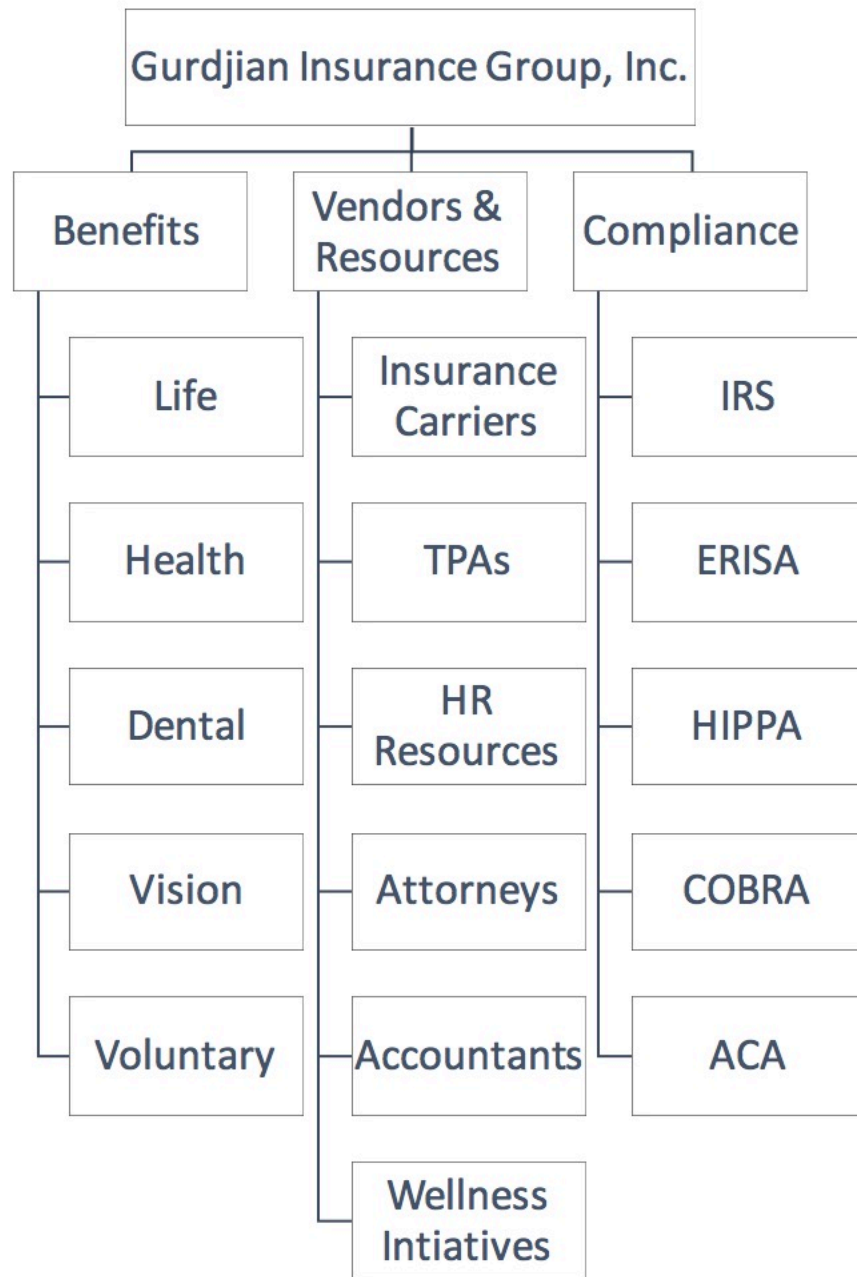 Gurdjian Insurance Group, Inc.
Benefits
Vendors &
Resources
Compliance
Life
Health
Dental
Vision
Voluntary
Insurance
Carriers
TPAs
HR
Resources
Attorneys
Accountants
Wellness
Intiatives
IRS
ERISA
HIPPA
COBRA
ACA